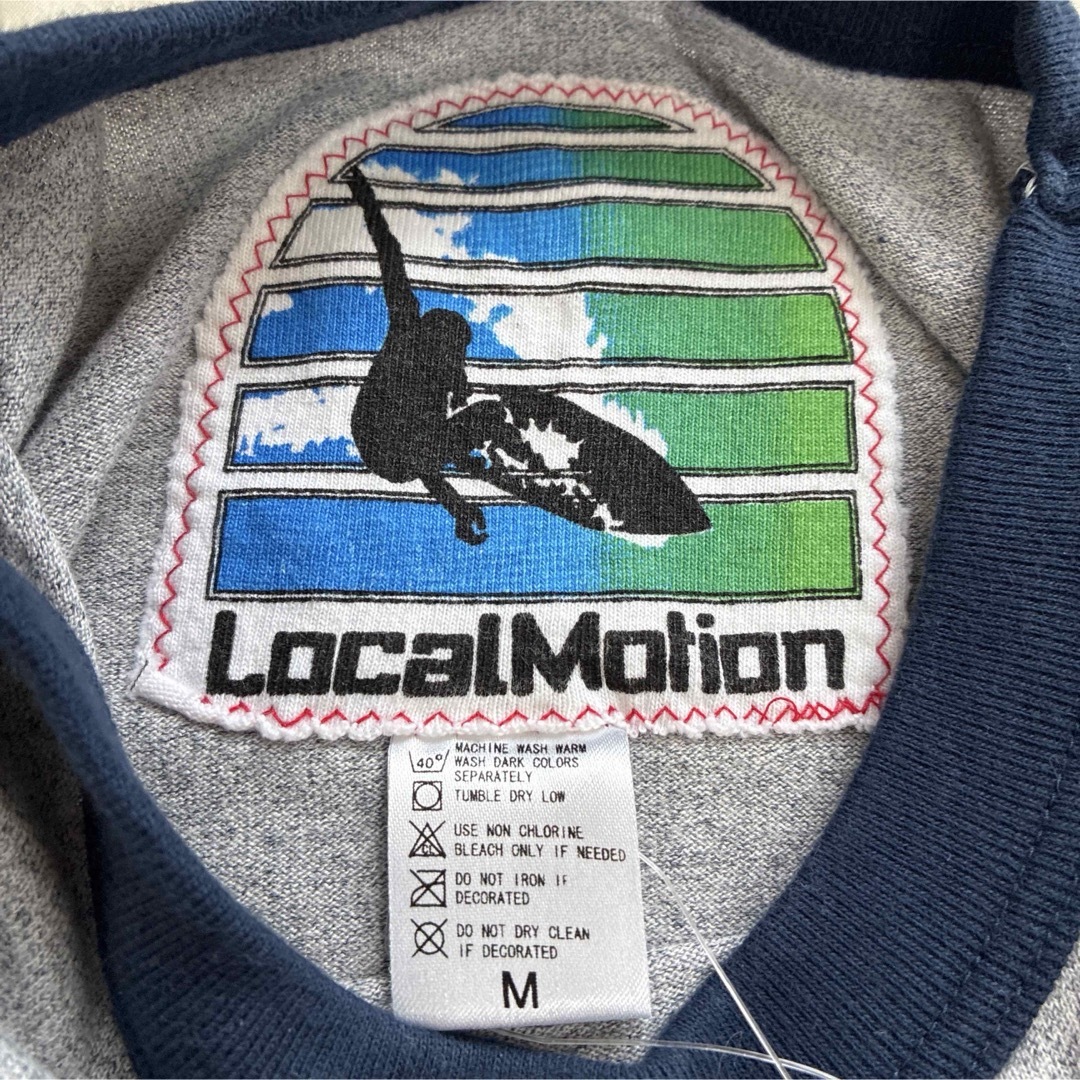 LocalMotion
40° MACHINE WASH WARM
WASH DARK COLORS
SEPARATELY
TUMBLE DRY LOW
USE NON CHLORINE
CL BLEACH ONLY IF NEEDED
DO NOT IRON IF
DECORATED
DO NOT DRY CLEAN
IF DECORATED
M